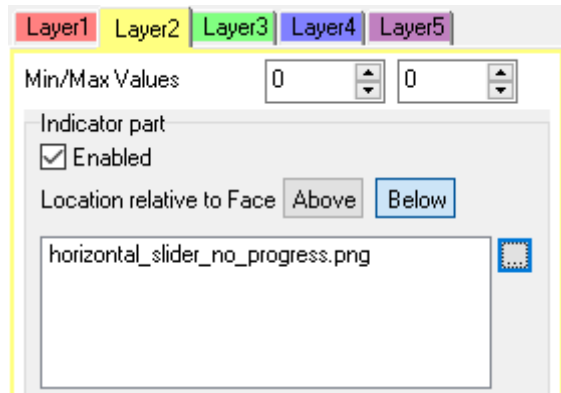 Layer1 Layer2 Layer3 Layer4 Layer5
Min/Max Values 0 0
Indicator part
Enabled
Location relative to Face Above Below
horizontal_slider_no_progress.png ...